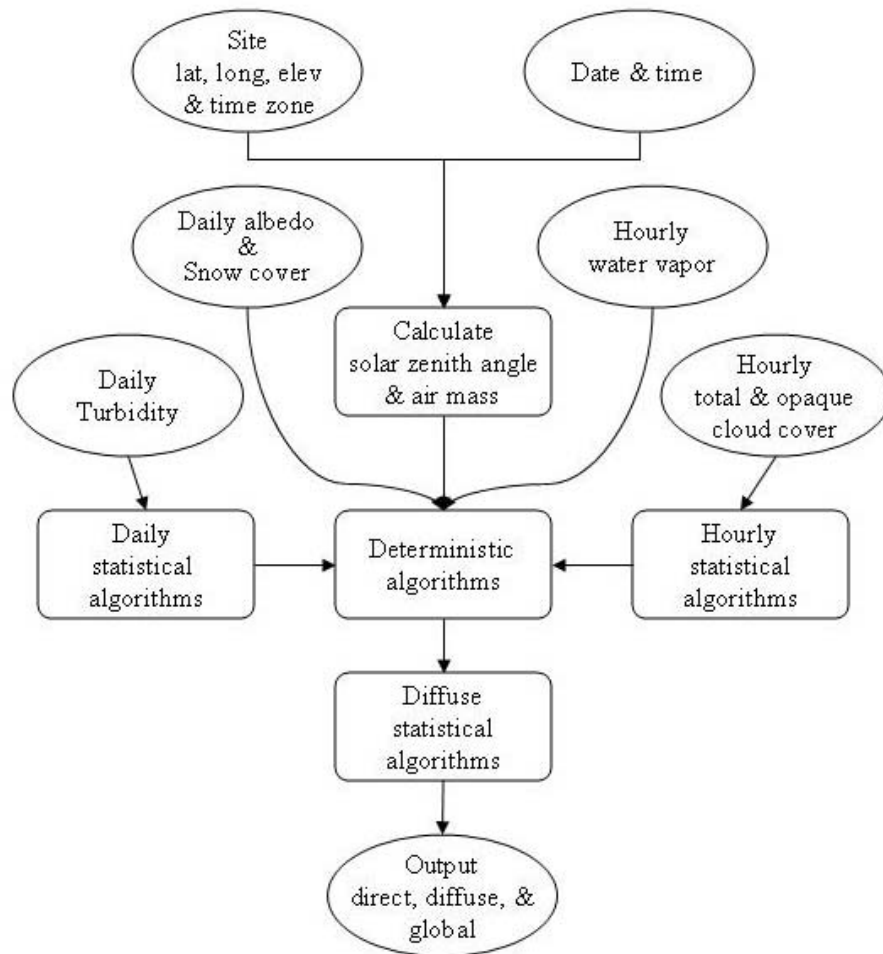 Site
lat, long, elev
& time zone
Date & time
Daily albedo
&
Snow cover
Hourly
water vapor
Calculate
solar zenith angle
& air mass
Daily
Turbidity
Hourly
total & opaque
cloud cover
Daily
statistical
algorithms
Deterministic
algorithms
Hourly
statistical
algorithms
Diffuse
statistical
algorithms
Output
direct, diffuse, &
global